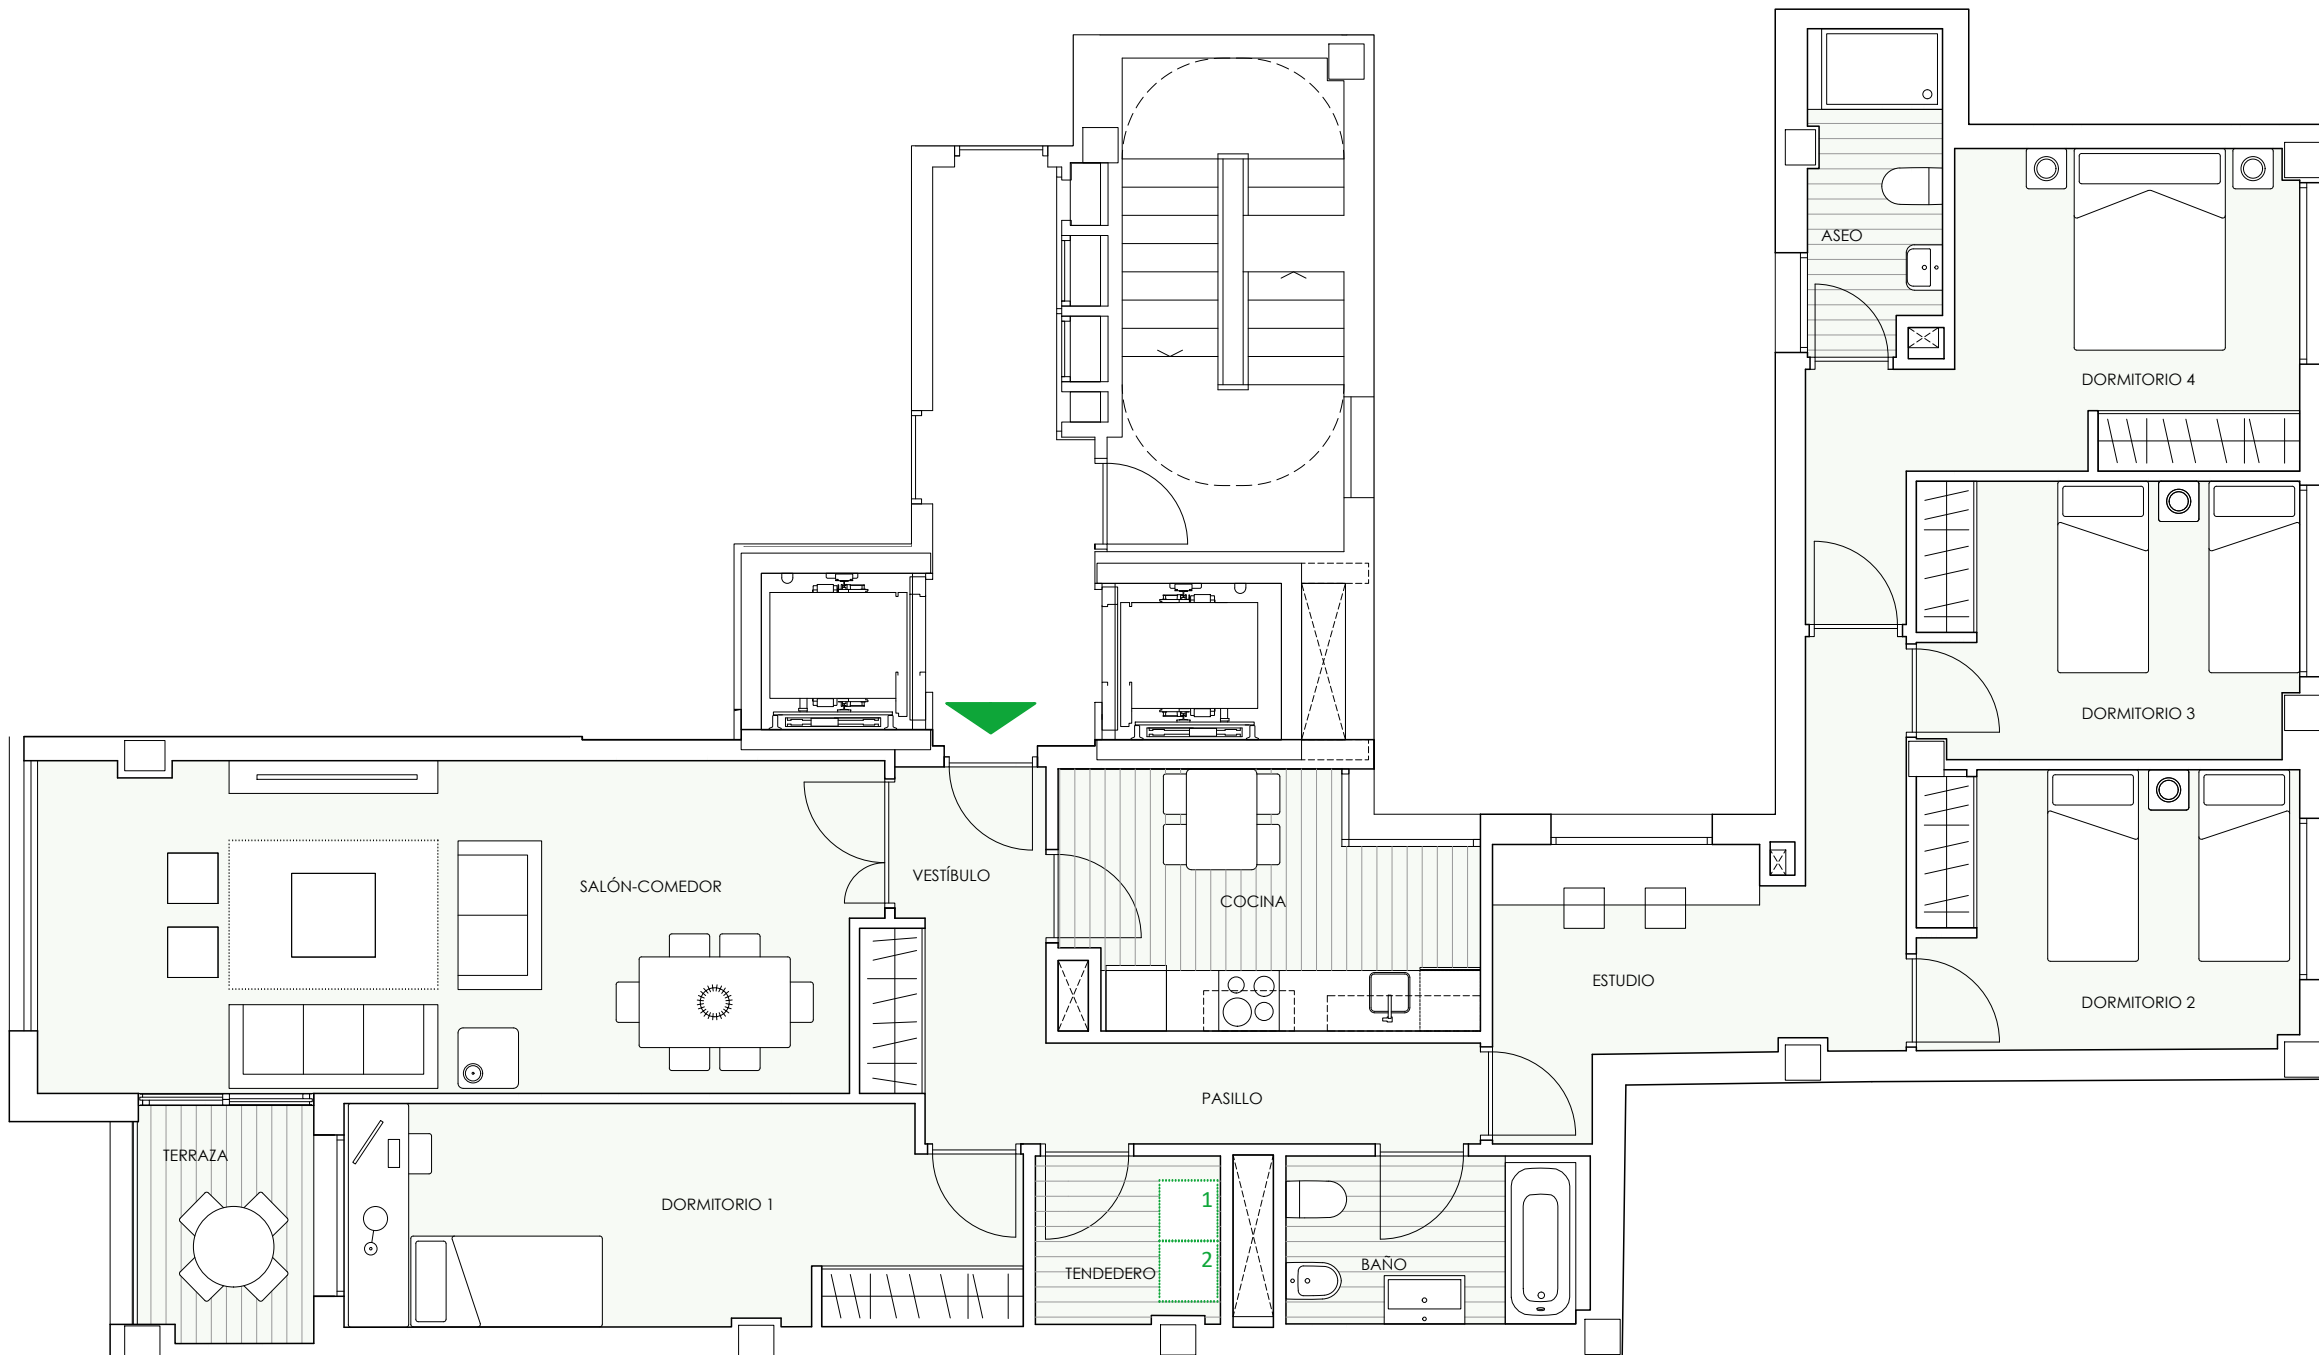 ASEO
DORMITORIO 4
DORMITORIO 3
SALÓN-COMEDOR
VESTÍBULO
COCINA
ESTUDIO
DORMITORIO 2
PASILLO
TERRAZA
DORMITORIO 1
1
2
TENDEDERO
BAÑO